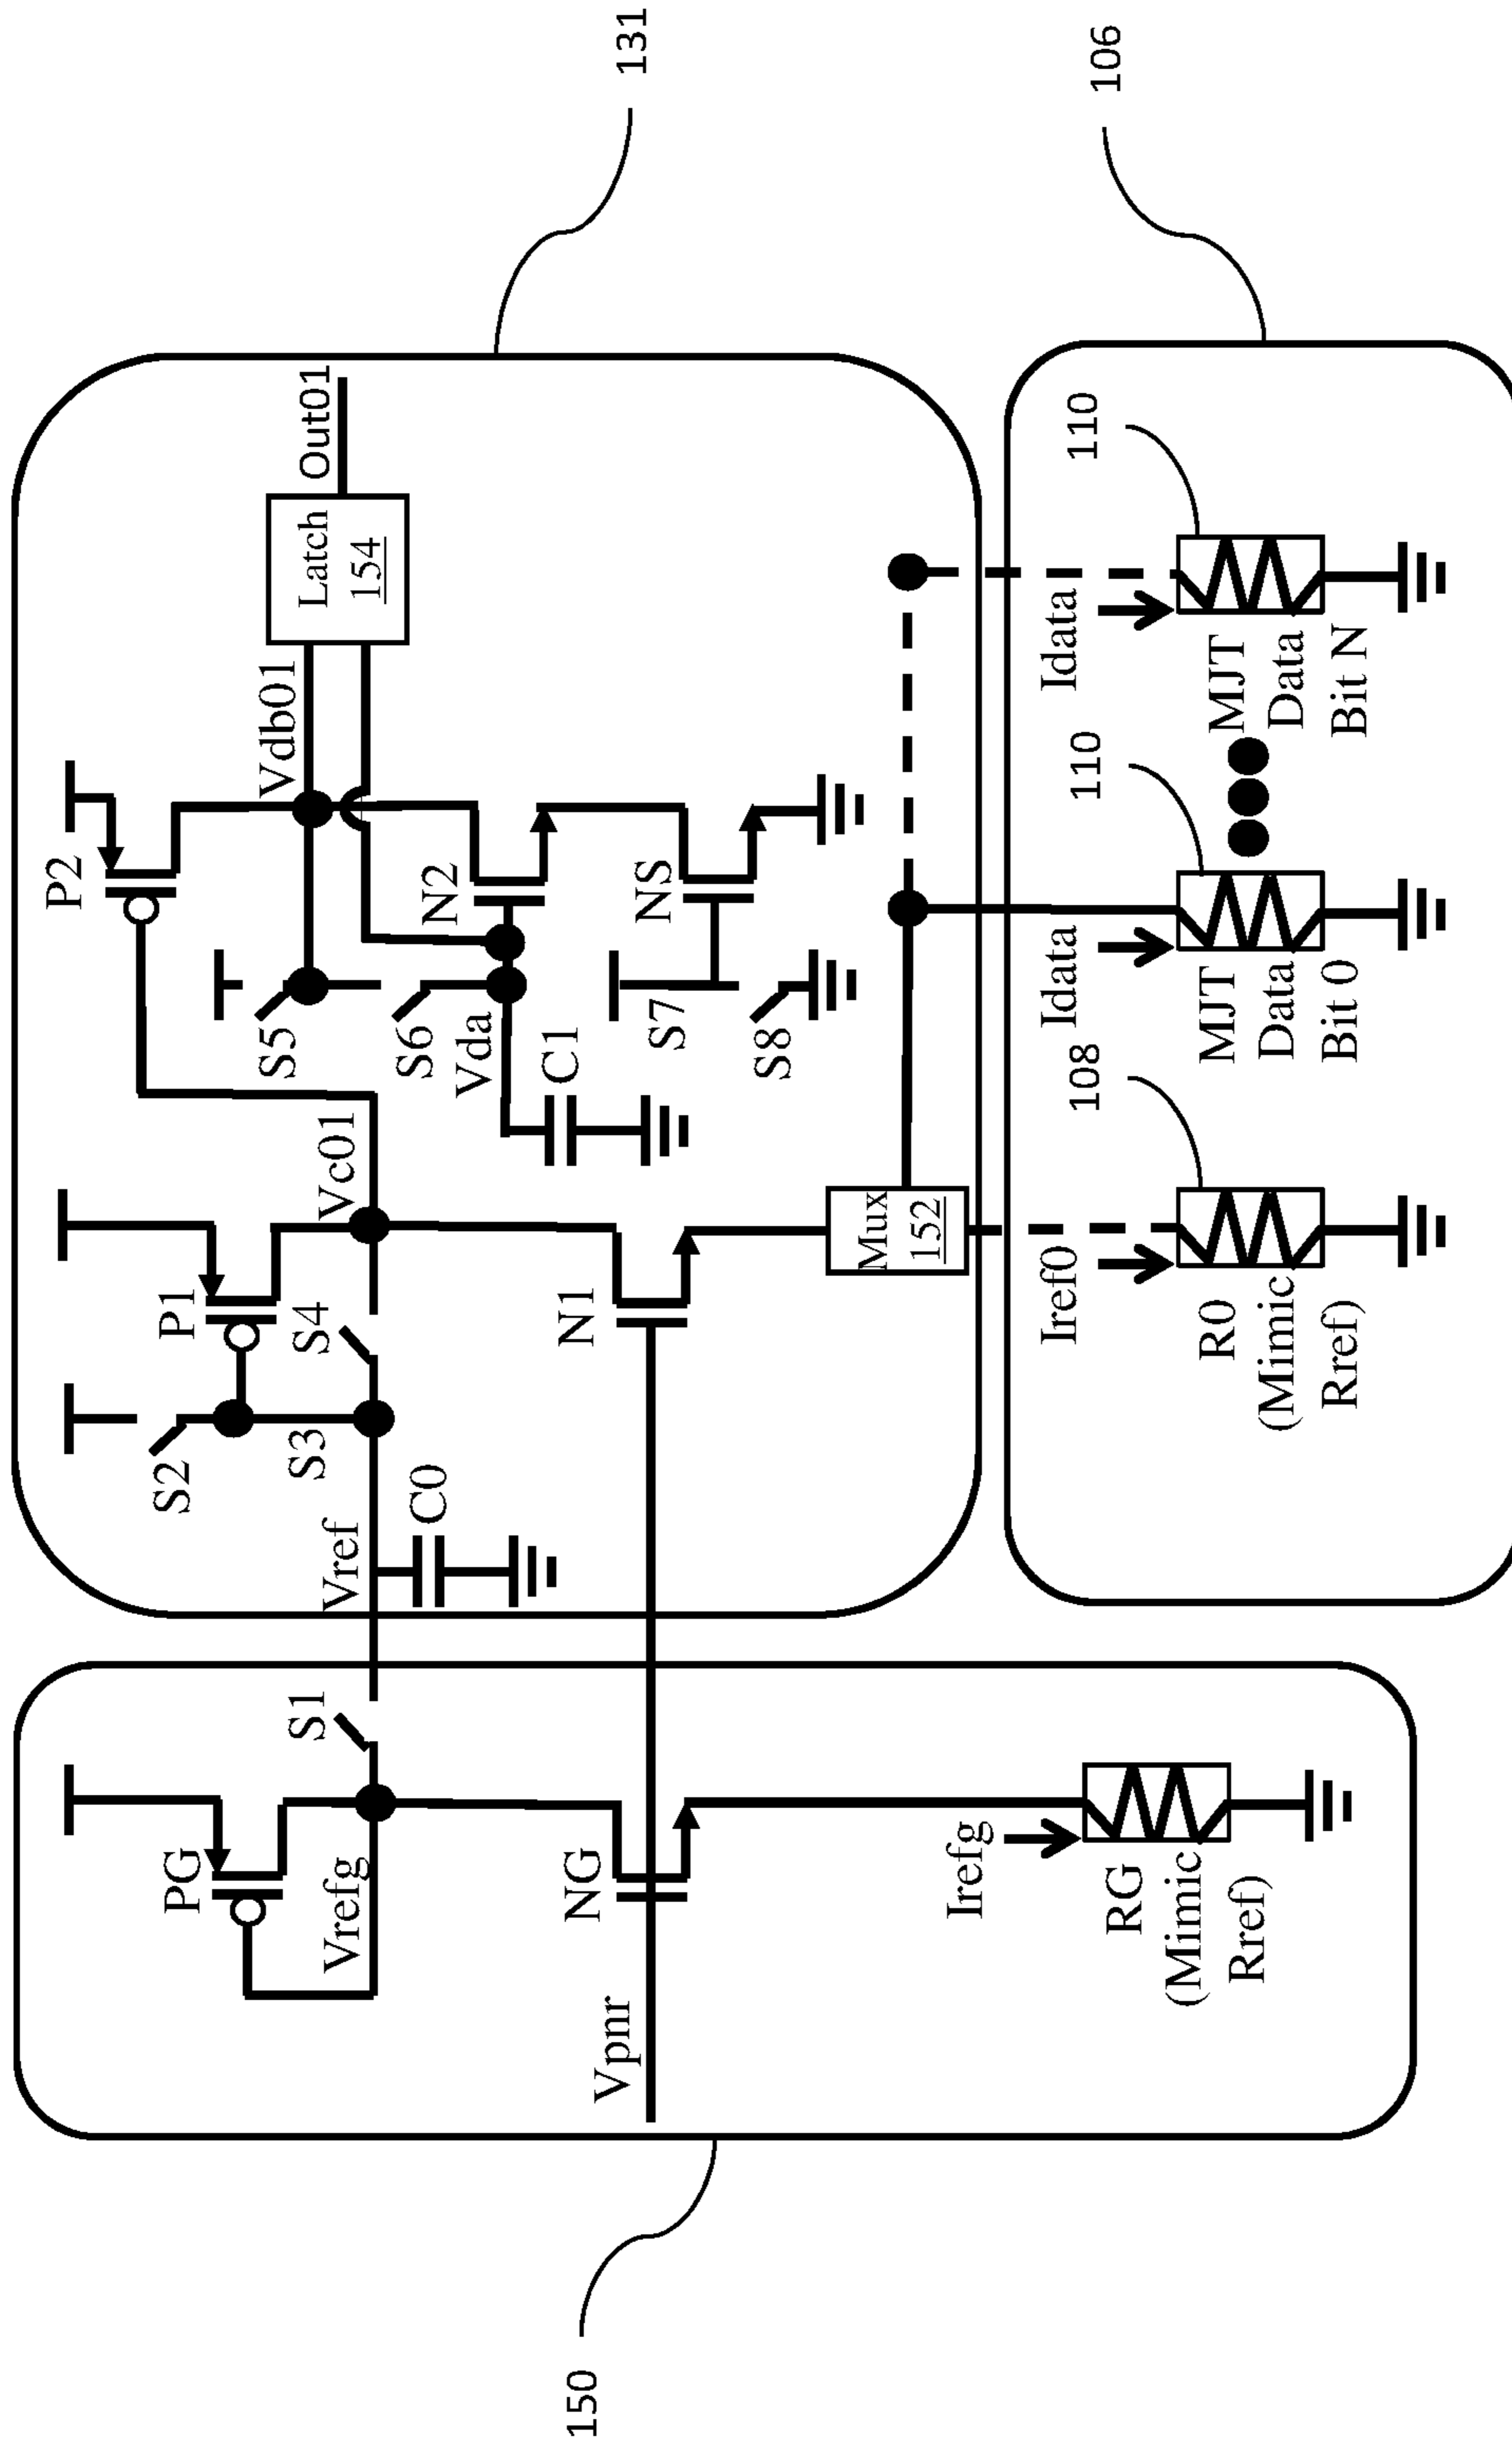 150
131
106
PG
Vrefg
S1
Vpnr
NG
Irefg
RG
(Mimic
Rref)
Vref
C0
S2
S3
S4
P1
Vc01
N1
Mux
152
P2
S5
S6
Vda
C1
Vdb01
N2
NS
S7
S8
Latch
154
Out01
Iref0
108
R0
(Mimic
Rref)
Idata
110
MJT
Data
Bit 0
Idata
110
MJT
Data
Bit N